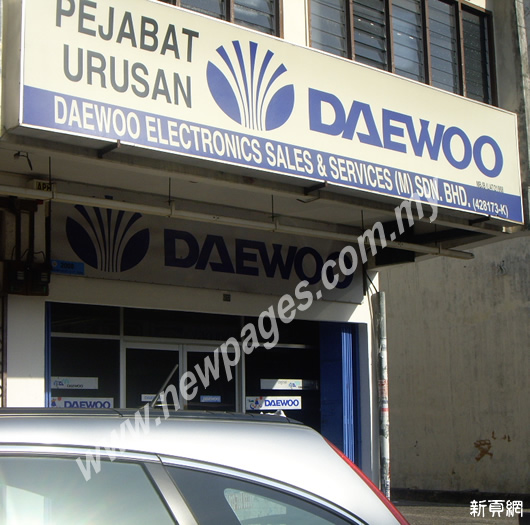 PEJABAT
URUSAN
DAEWOO
DAEWOO ELECTRONICS SALES & SERVICES (M) SDN. BHD. (428173-K)
DAEWOO
DAEWOO
DAEWOO
www.newpages.com.my
新頁網